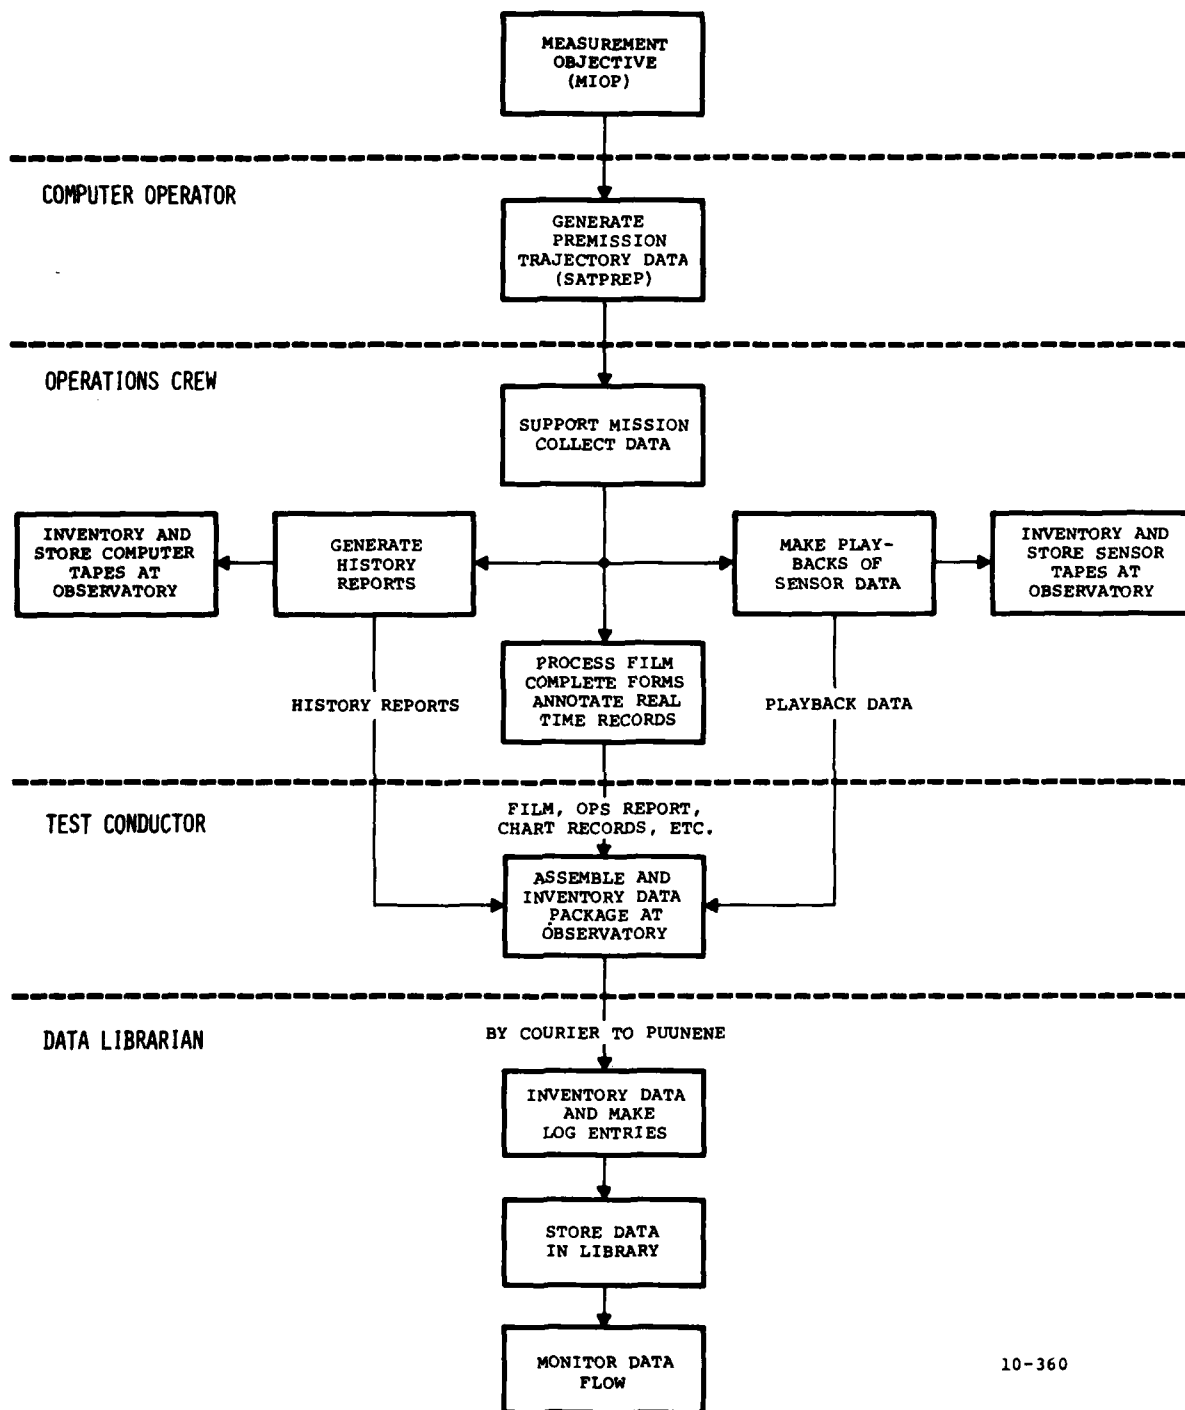 MEASUREMENT
OBJECTIVE
(MIOP)
COMPUTER OPERATOR
GENERATE
PREMISSION
TRAJECTORY DATA
(SATPREP)
OPERATIONS CREW
SUPPORT MISSION
COLLECT DATA
INVENTORY AND
STORE COMPUTER
TAPES AT
OBSERVATORY
GENERATE
HISTORY
REPORTS
MAKE PLAY-
BACKS OF
SENSOR DATA
INVENTORY AND
STORE SENSOR
TAPES AT
OBSERVATORY
PROCESS FILM
COMPLETE FORMS
ANNOTATE REAL
TIME RECORDS
HISTORY REPORTS
PLAYBACK DATA
TEST CONDUCTOR
FILM, OPS REPORT,
CHART RECORDS, ETC.
ASSEMBLE AND
INVENTORY DATA
PACKAGE AT
OBSERVATORY
DATA LIBRARIAN
BY COURIER TO PUUNENE
INVENTORY DATA
AND MAKE
LOG ENTRIES
STORE DATA
IN LIBRARY
MONITOR DATA
FLOW
10-360